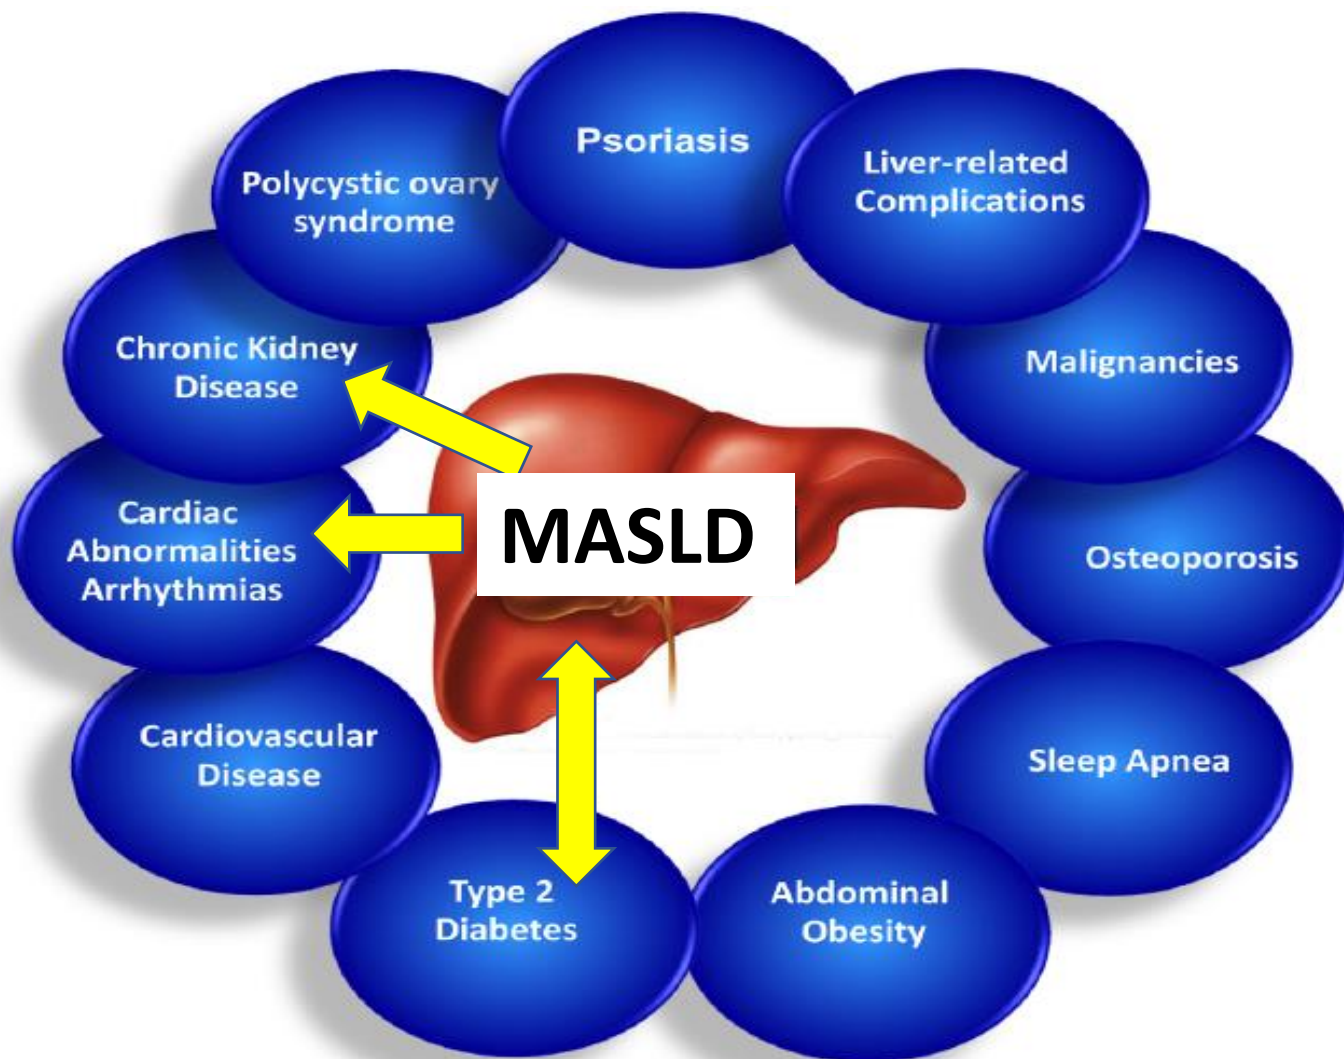 Psoriasis
Polycystic ovary
syndrome
Liver-related
Complications
Chronic Kidney
Disease
Malignancies
MASLD
Cardiac
Abnormalities
Arrhythmias
Osteoporosis
Cardiovascular
Disease
Sleep Apnea
Type 2
Diabetes
Abdominal
Obesity